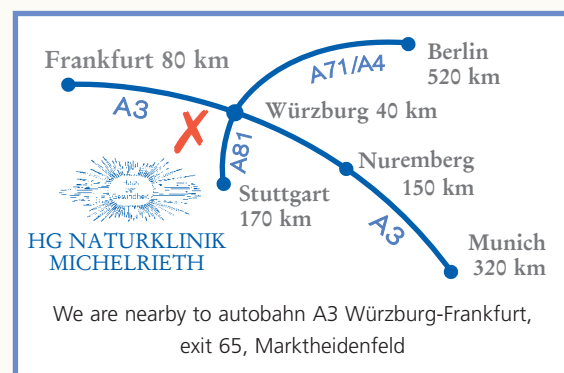 Frankfurt 80 km
Berlin
520 km
A71/A4
A3
Würzburg 40 km
A81
Nuremberg
150 km
Stuttgart
170 km
A3
Munich
320 km
Gesundheit
HG NATURKLINIK
MICHELRIETH
We are nearby to autobahn A3 Würzburg-Frankfurt,
exit 65, Marktheidenfeld